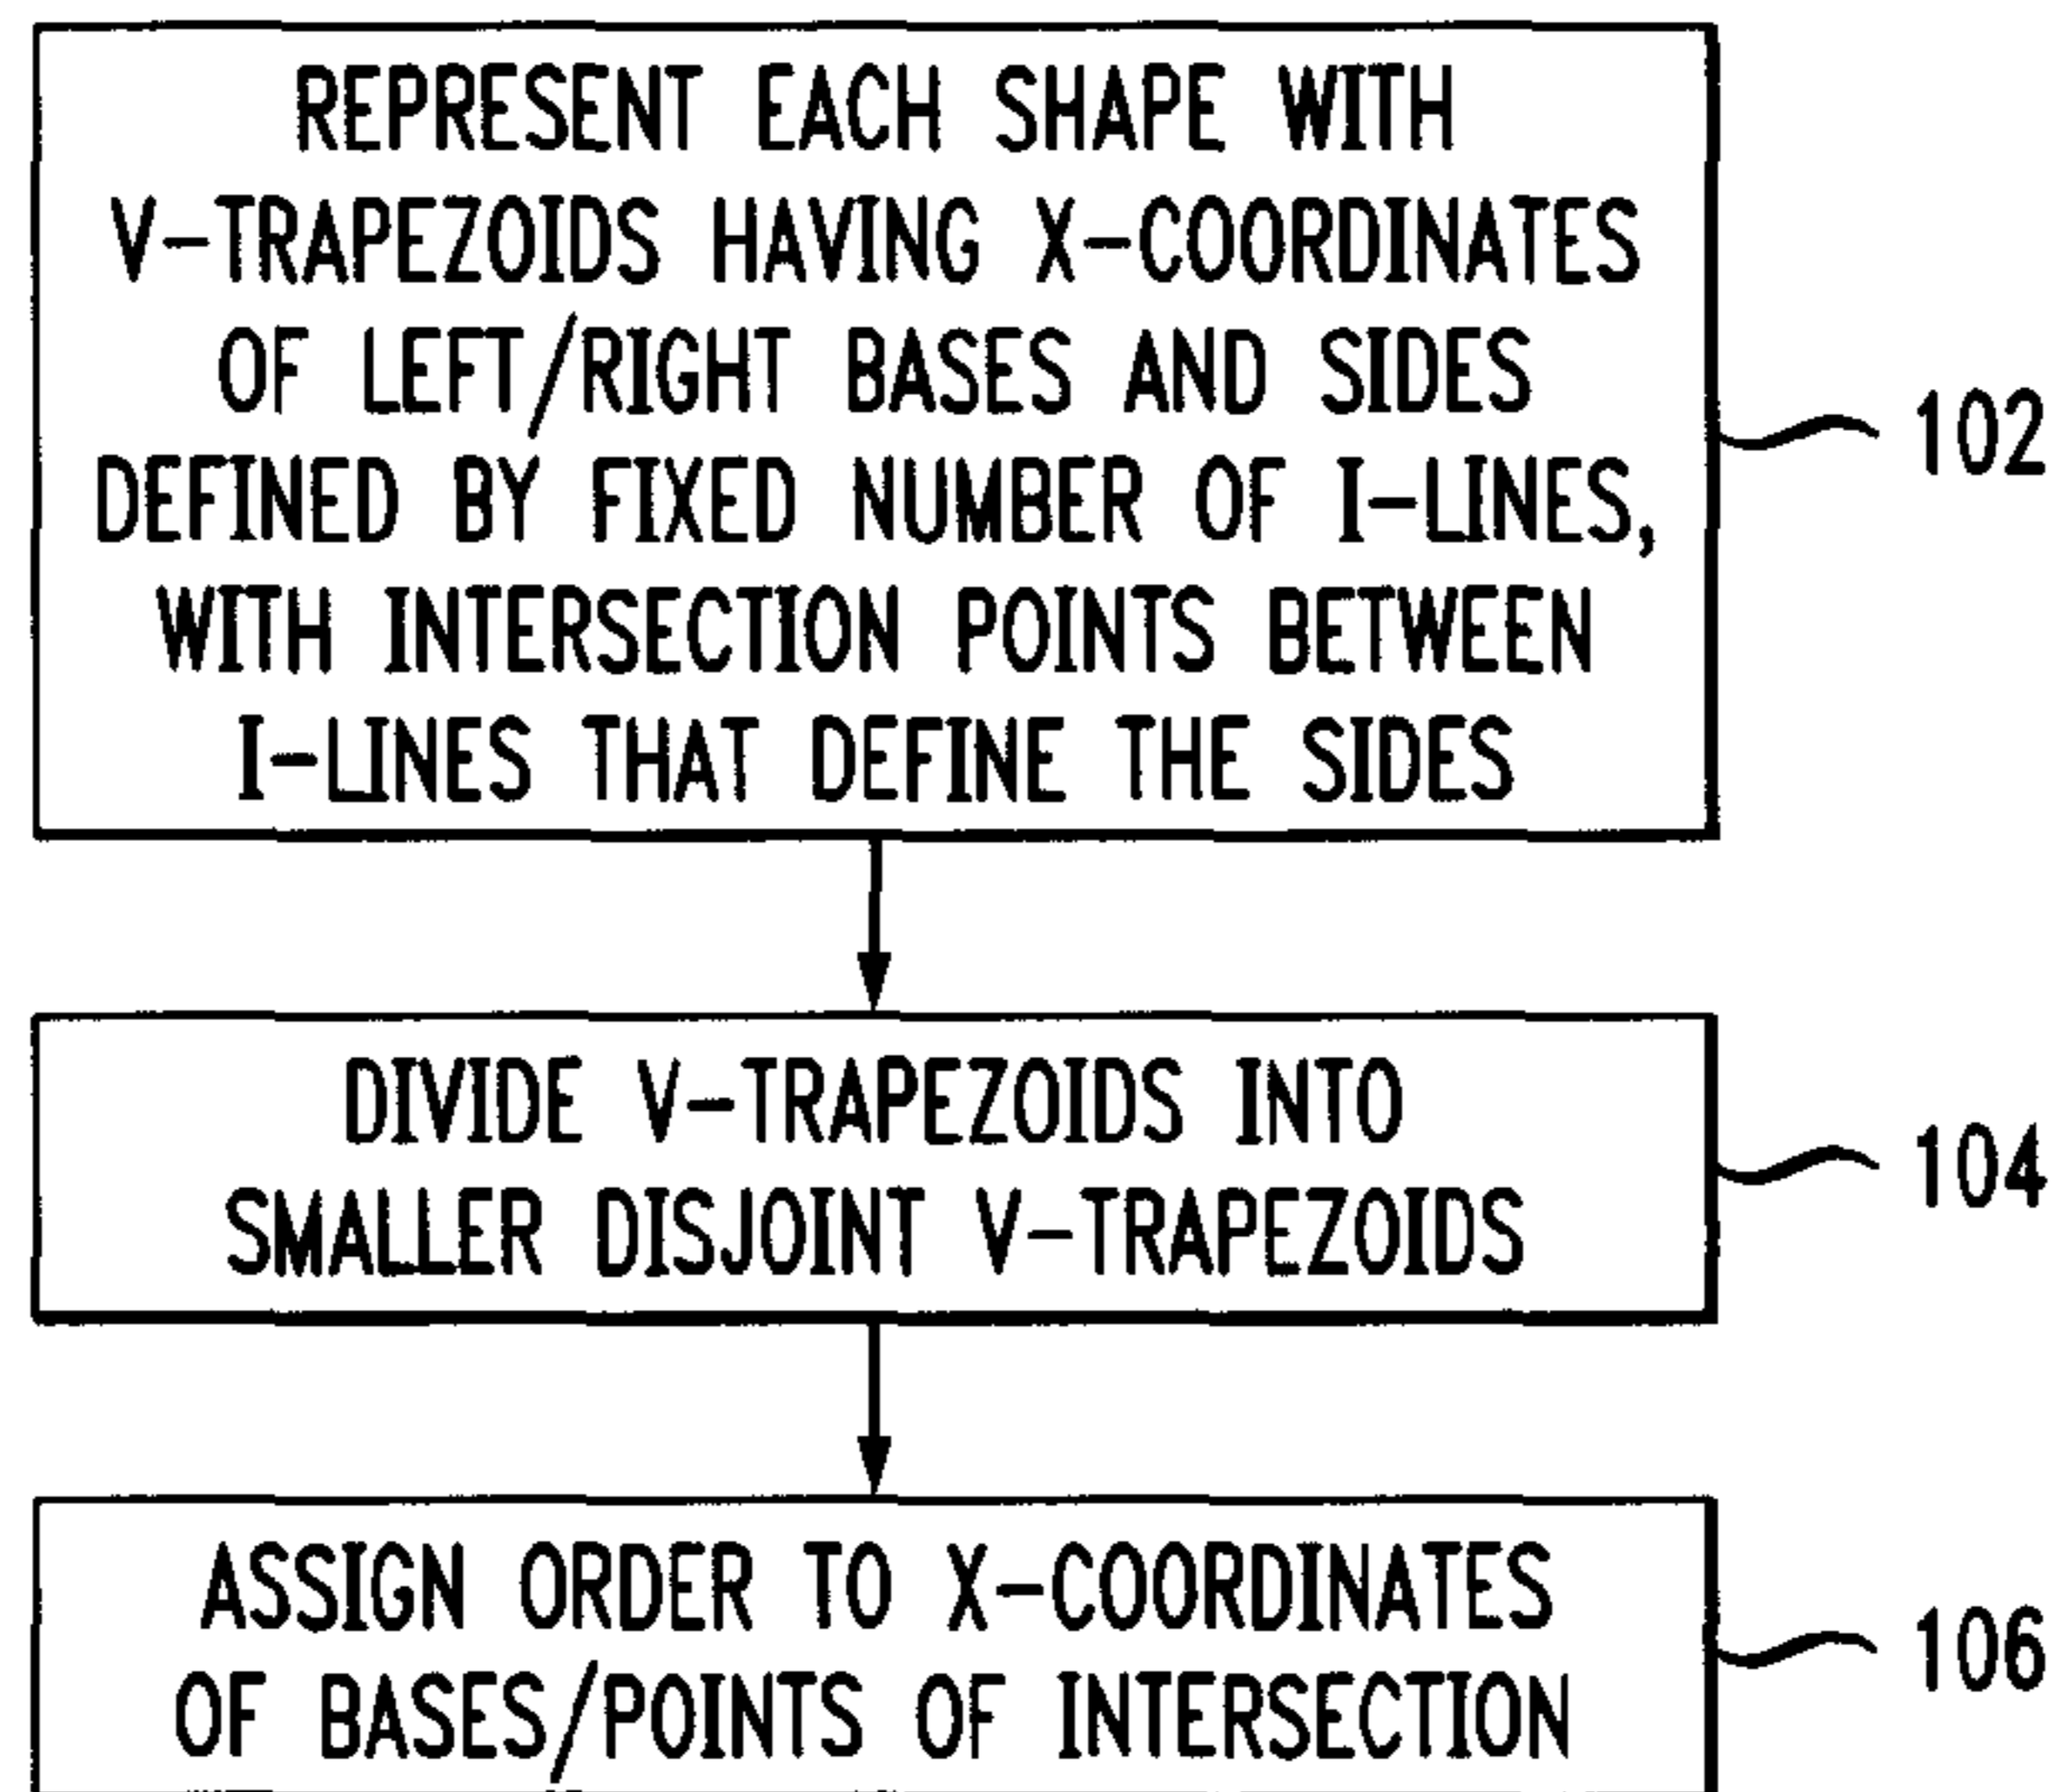 REPRESENT EACH SHAPE WITH
V-TRAPEZOIDS HAVING X-COORDINATES
OF LEFT/RIGHT BASES AND SIDES
DEFINED BY FIXED NUMBER OF I-LINES,
WITH INTERSECTION POINTS BETWEEN
I-LINES THAT DEFINE THE SIDES
102
DIVIDE V-TRAPEZOIDS INTO
SMALLER DISJOINT V-TRAPEZOIDS
104
ASSIGN ORDER TO X-COORDINATES
OF BASES/POINTS OF INTERSECTION
106